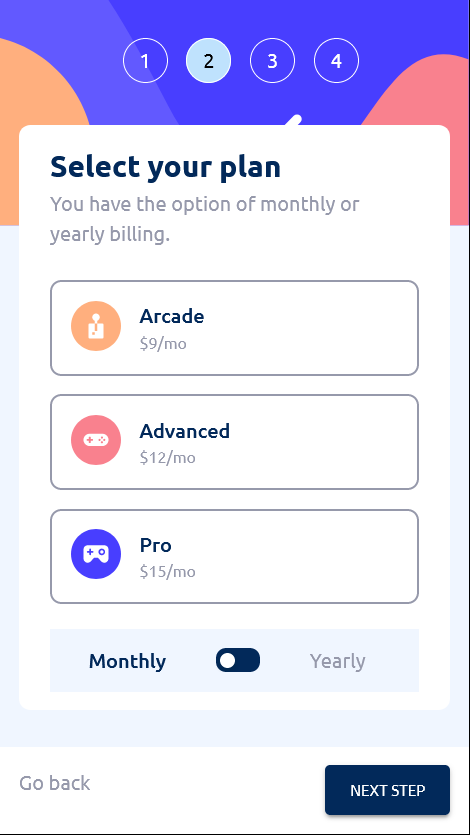 1 2 3 4
Select your plan
You have the option of monthly or
yearly billing.
Arcade
$9/mo
Advanced
$12/mo
Pro
$15/mo
Monthly Yearly
Go back NEXT STEP